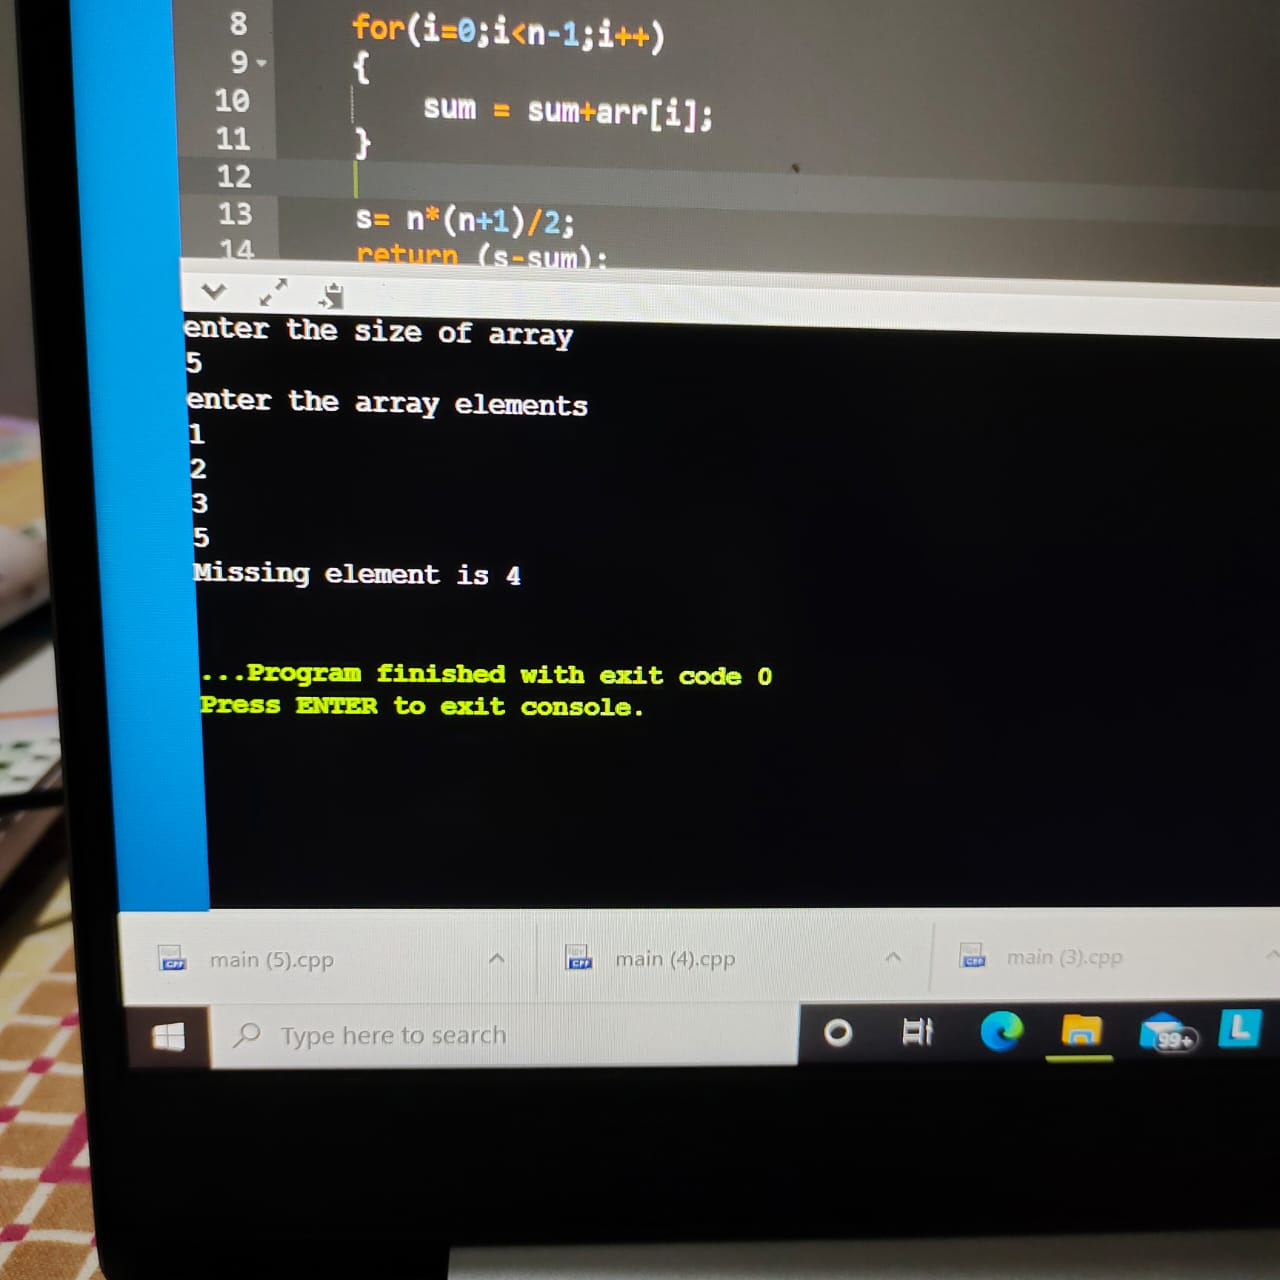 8 for(i=0;i<n-1;i++)
9 {
10 sum = sum+arr[i];
11 }
12
13 s= n*(n+1)/2;
14 return (s-sum);
enter the size of array
5
enter the array elements
1
2
3
5
Missing element is 4
...Program finished with exit code 0
Press ENTER to exit console.
main (5).cpp main (4).cpp main (3).cpp
Type here to search 99+ L